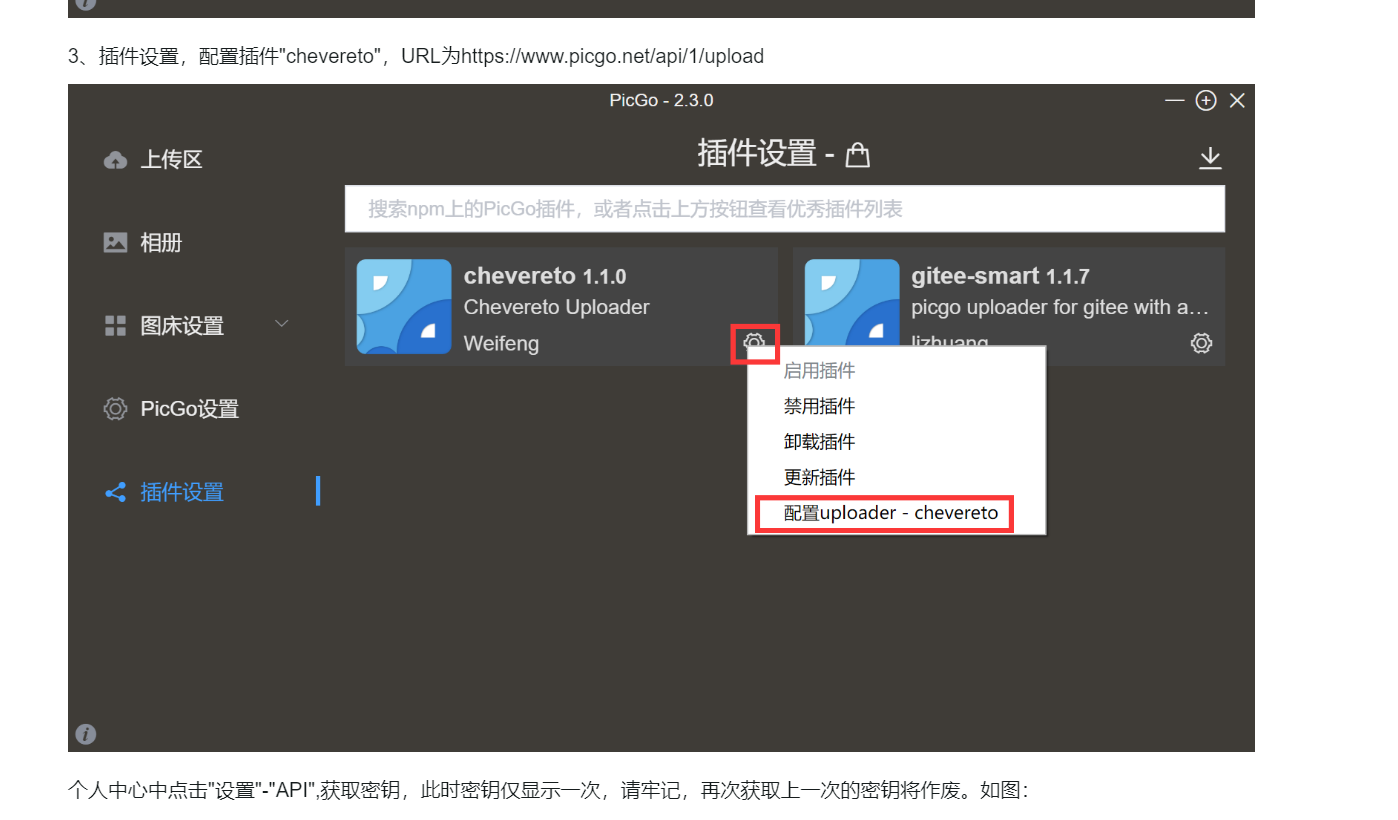 3、插件设置，配置插件"chevereto"，URL为https://www.picgo.net/api/1/upload
PicGo - 2.3.0
上传区
插件设置 -
搜索npm上的PicGo插件，或者点击上方按钮查看优秀插件列表
相册
chevereto 1.1.0
Chevereto Uploader
Weifeng
gitee-smart 1.1.7
picgo uploader for gitee with a…
lizhuang
图床设置
启用插件
禁用插件
卸载插件
更新插件
配置uploader - chevereto
PicGo设置
插件设置
个人中心中点击"设置"-"API",获取密钥，此时密钥仅显示一次，请牢记，再次获取上一次的密钥将作废。如图：